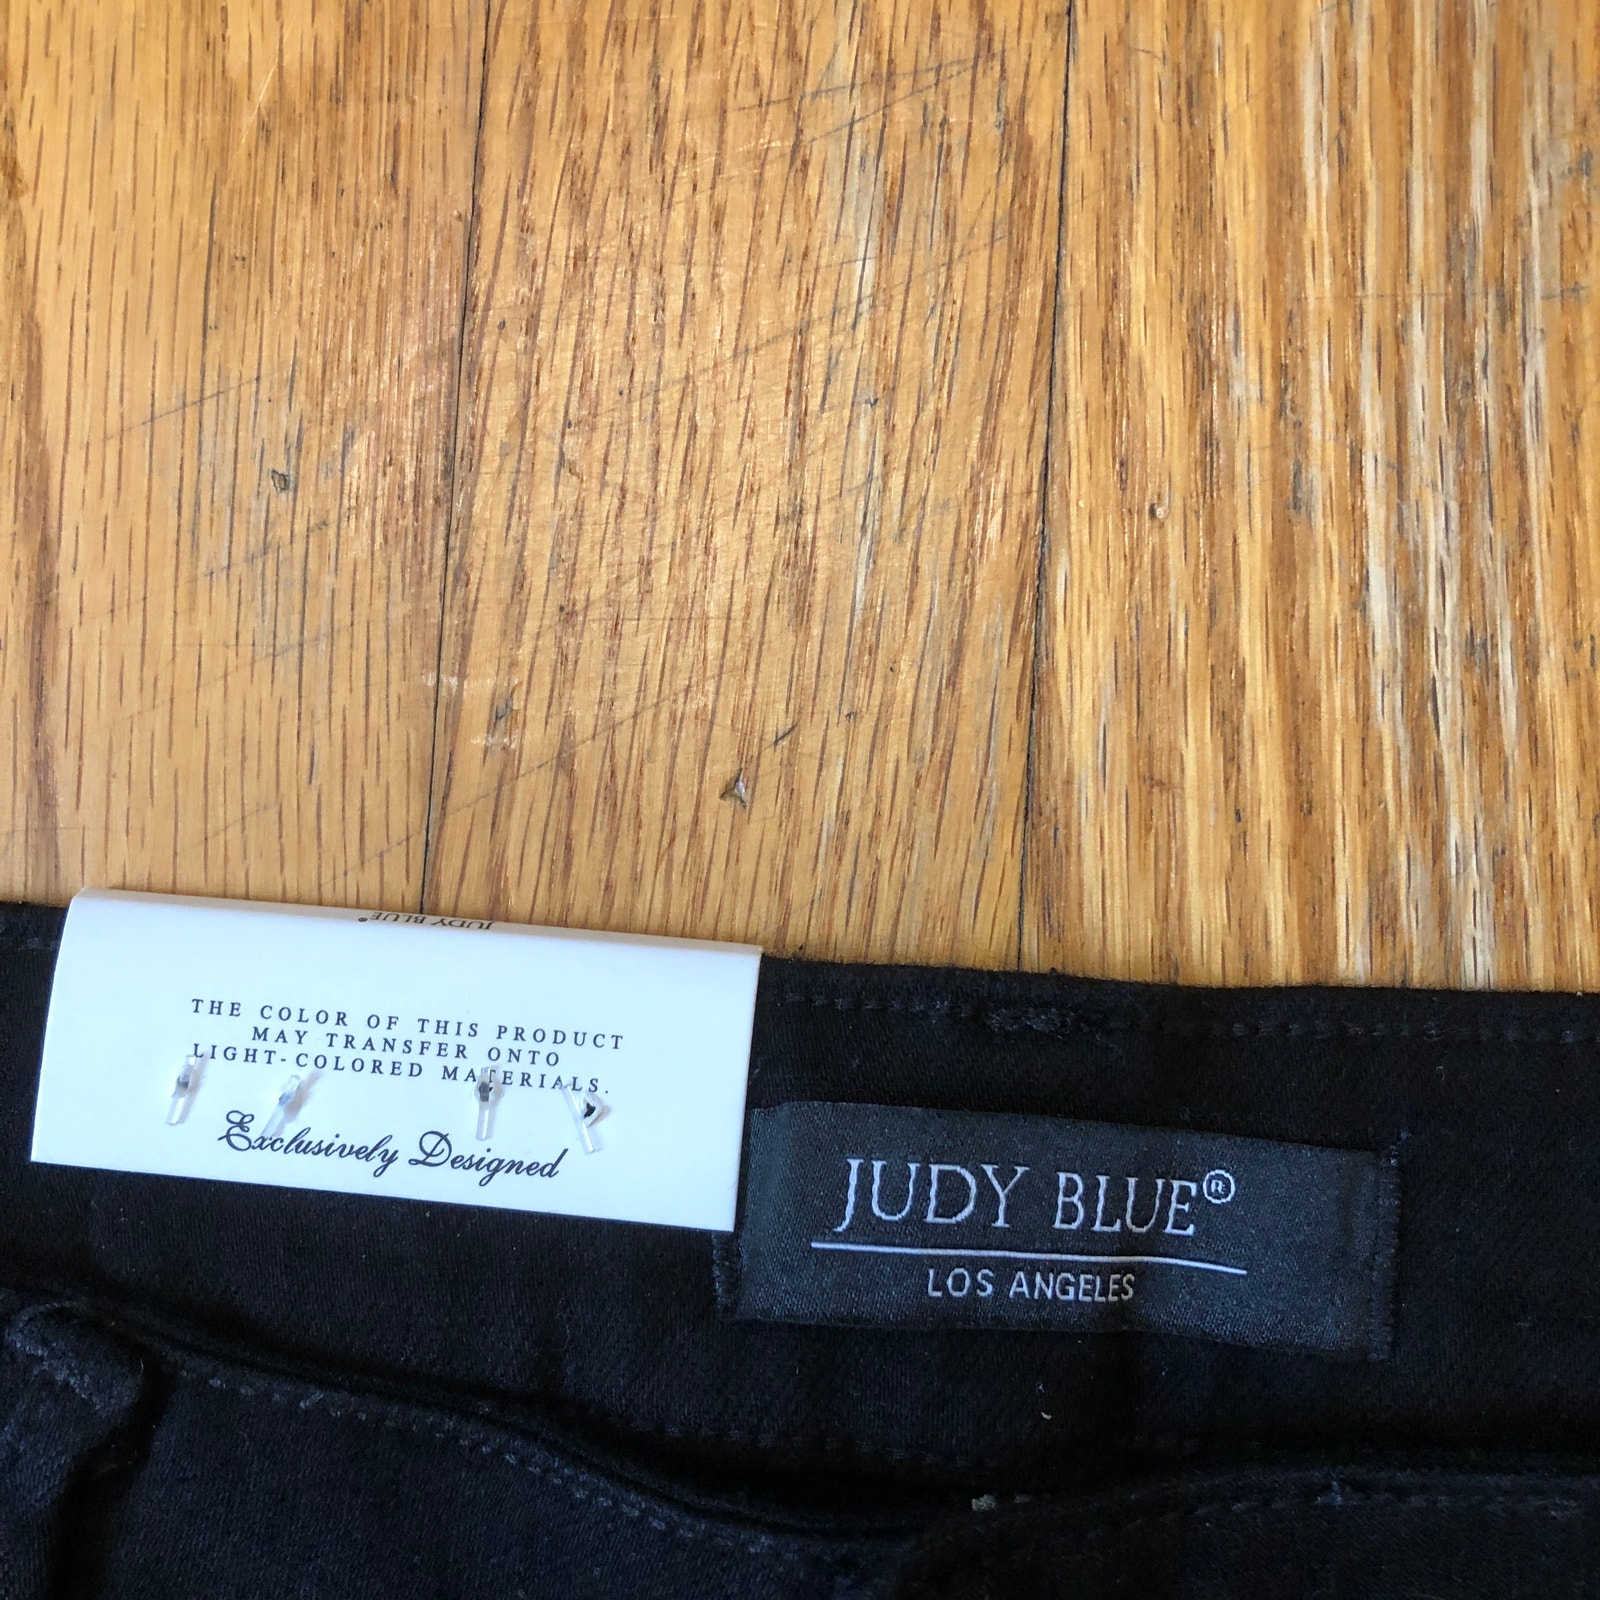 JUDY BLUE®
THE COLOR OF THIS PRODUCT
MAY TRANSFER ONTO
LIGHT-COLORED MATERIALS.
Exclusively Designed
JUDY BLUE®
LOS ANGELES